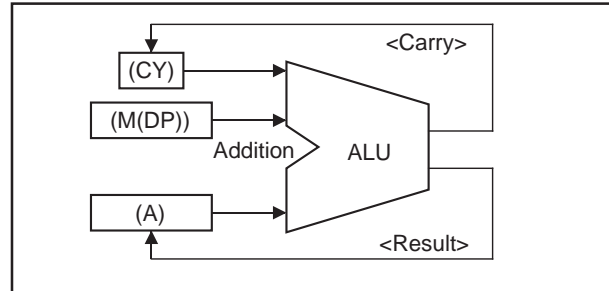 <Carry>
(CY)
(M(DP))
Addition
ALU
(A)
<Result>